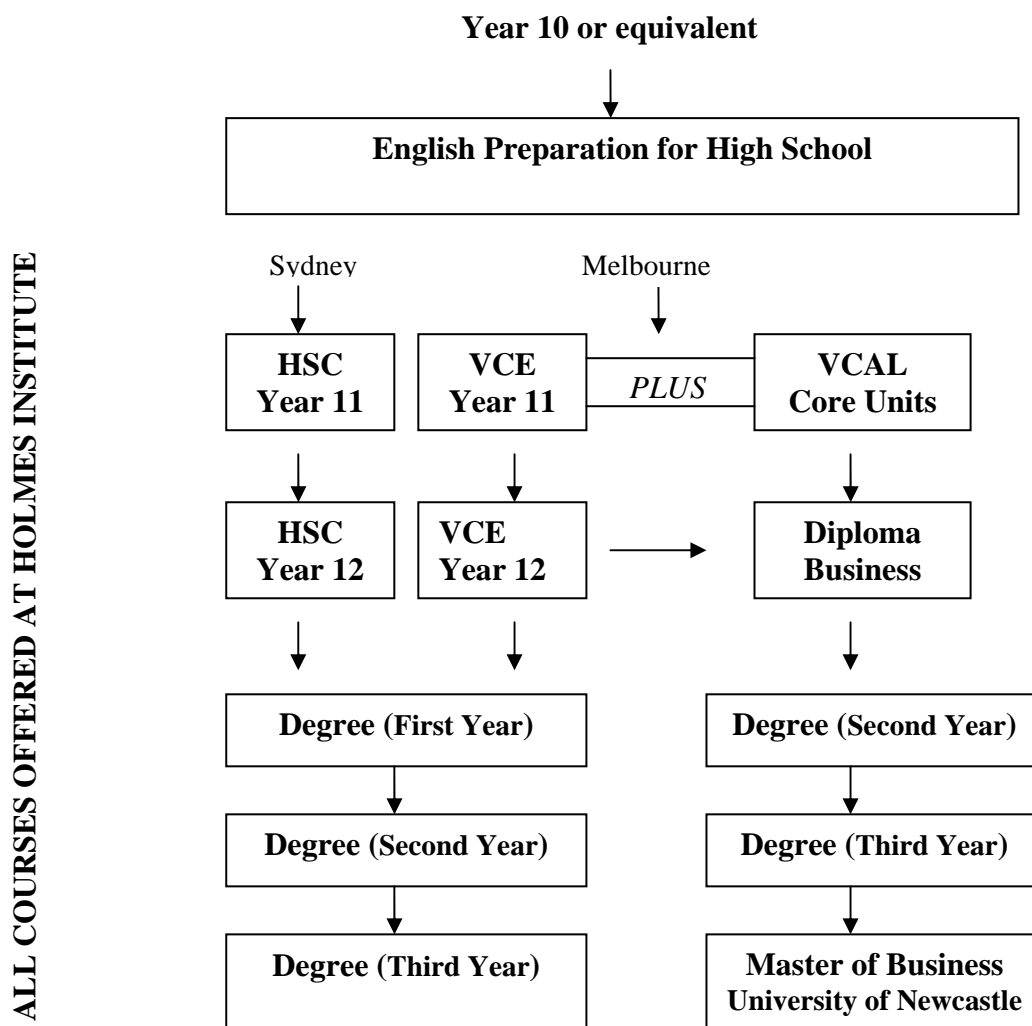 Year 10 or equivalent
English Preparation for High School
ALL COURSES OFFERED AT HOLMES INSTITUTE
Sydney
Melbourne
HSC
Year 11
VCE
Year 11
PLUS
VCAL
Core Units
HSC
Year 12
VCE
Year 12
Diploma
Business
Degree (First Year)
Degree (Second Year)
Degree (Second Year)
Degree (Third Year)
Degree (Third Year)
Master of Business
University of Newcastle